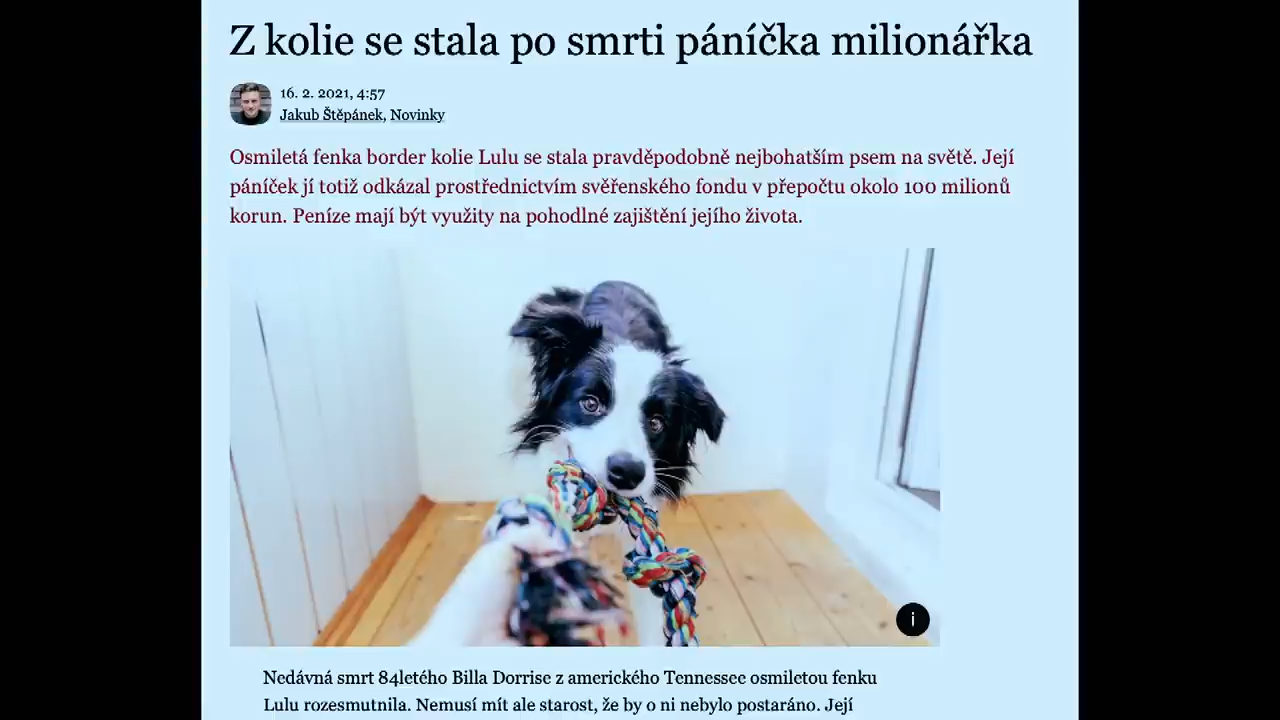 Z kolie se stala po smrti páníčka milionářka
16. 2. 2021, 4:57
Jakub Štěpánek, Novinky
Osmiletá fenka border kolie Lulu se stala pravděpodobně nejbohatším psem na světě. Její
páníček jí totiž odkázal prostřednictvím svěřenského fondu v přepočtu okolo 100 milionů
korun. Peníze mají být využity na pohodlné zajištění jejího života.
i
Nedávná smrt 84letého Billa Dorrise z amerického Tennessee osmiletou fenku
Lulu rozesmutnila. Nemusí mít ale starost, že by o ni nebylo postaráno. Její